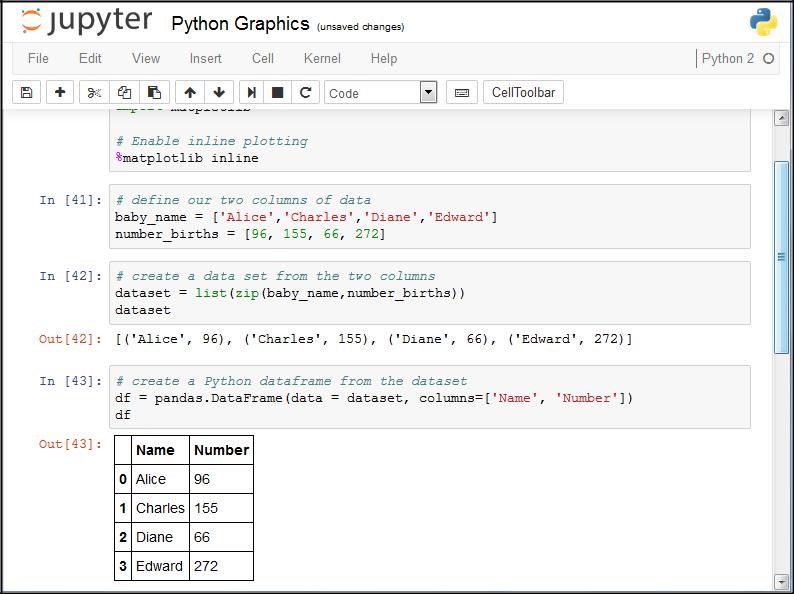 jupyter Python Graphics (unsaved changes)
File Edit View Insert Cell Kernel Help Python 2
Code CellToolbar
import matplotlib
# Enable inline plotting
%matplotlib inline
In [41]: # define our two columns of data
baby_name = ['Alice','Charles','Diane','Edward']
number_births = [96, 155, 66, 272]
In [42]: # create a data set from the two columns
dataset = list(zip(baby_name,number_births))
dataset
Out[42]: [('Alice', 96), ('Charles', 155), ('Diane', 66), ('Edward', 272)]
In [43]: # create a Python dataframe from the dataset
df = pandas.DataFrame(data = dataset, columns=['Name', 'Number'])
df
Out[43]:
Name Number
0 Alice 96
1 Charles 155
2 Diane 66
3 Edward 272